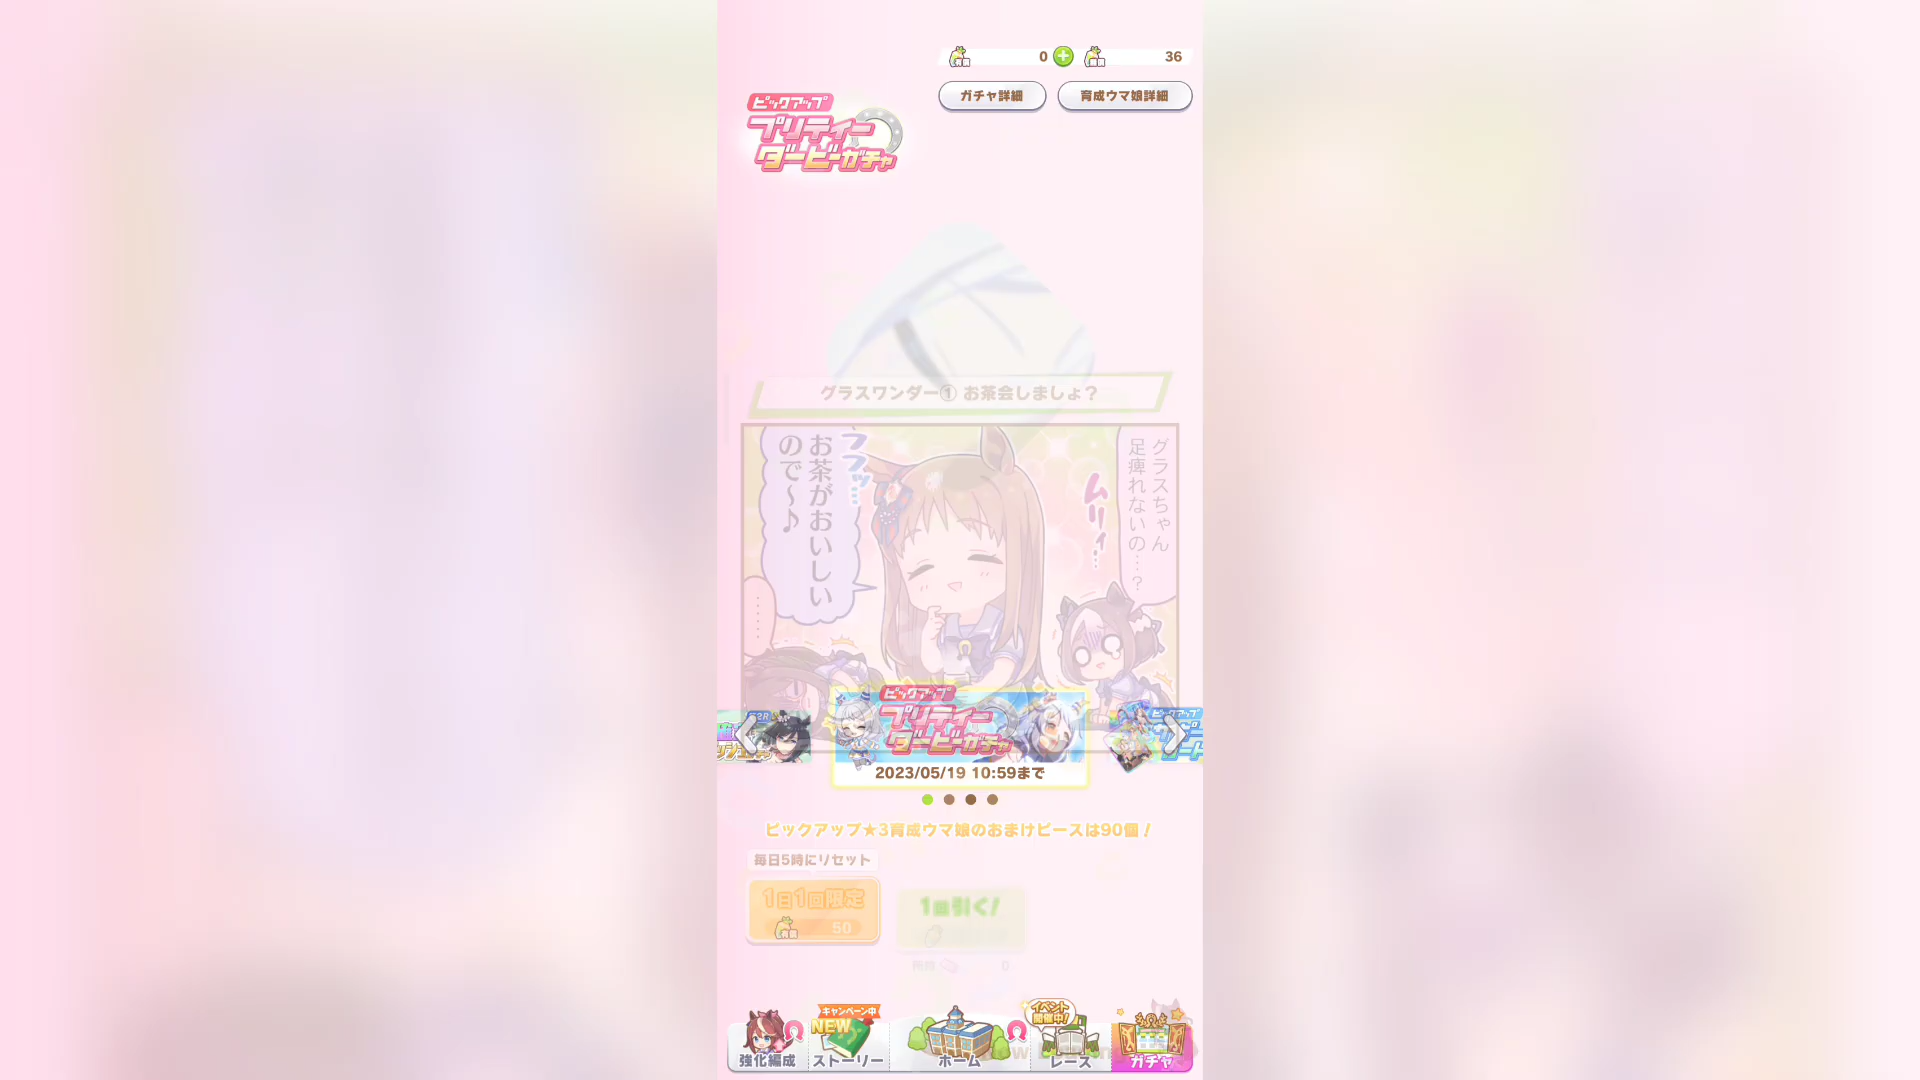 0
36
ガチャ詳細
育成ウマ娘詳細
ピックアップ
プリティー
ダービーガチャ
グラスワンダー① お茶会しましょ？
グラスちゃん
足痺れないの…？
ムリィ…
フフッ…
お茶がおいしい
ので〜♪
……
ピックアップ
プリティー
ダービーガチャ
ピックアップ
2023/05/19 10:59まで
ピックアップ★3育成ウマ娘のおまけピースは90個！
毎日5時にリセット
1日1回限定
有償
50
1回引く！
所持
0
キャンペーン中
NEW
イベント
開催中！
強化編成
ストーリー
ホーム
レース
ガチャ